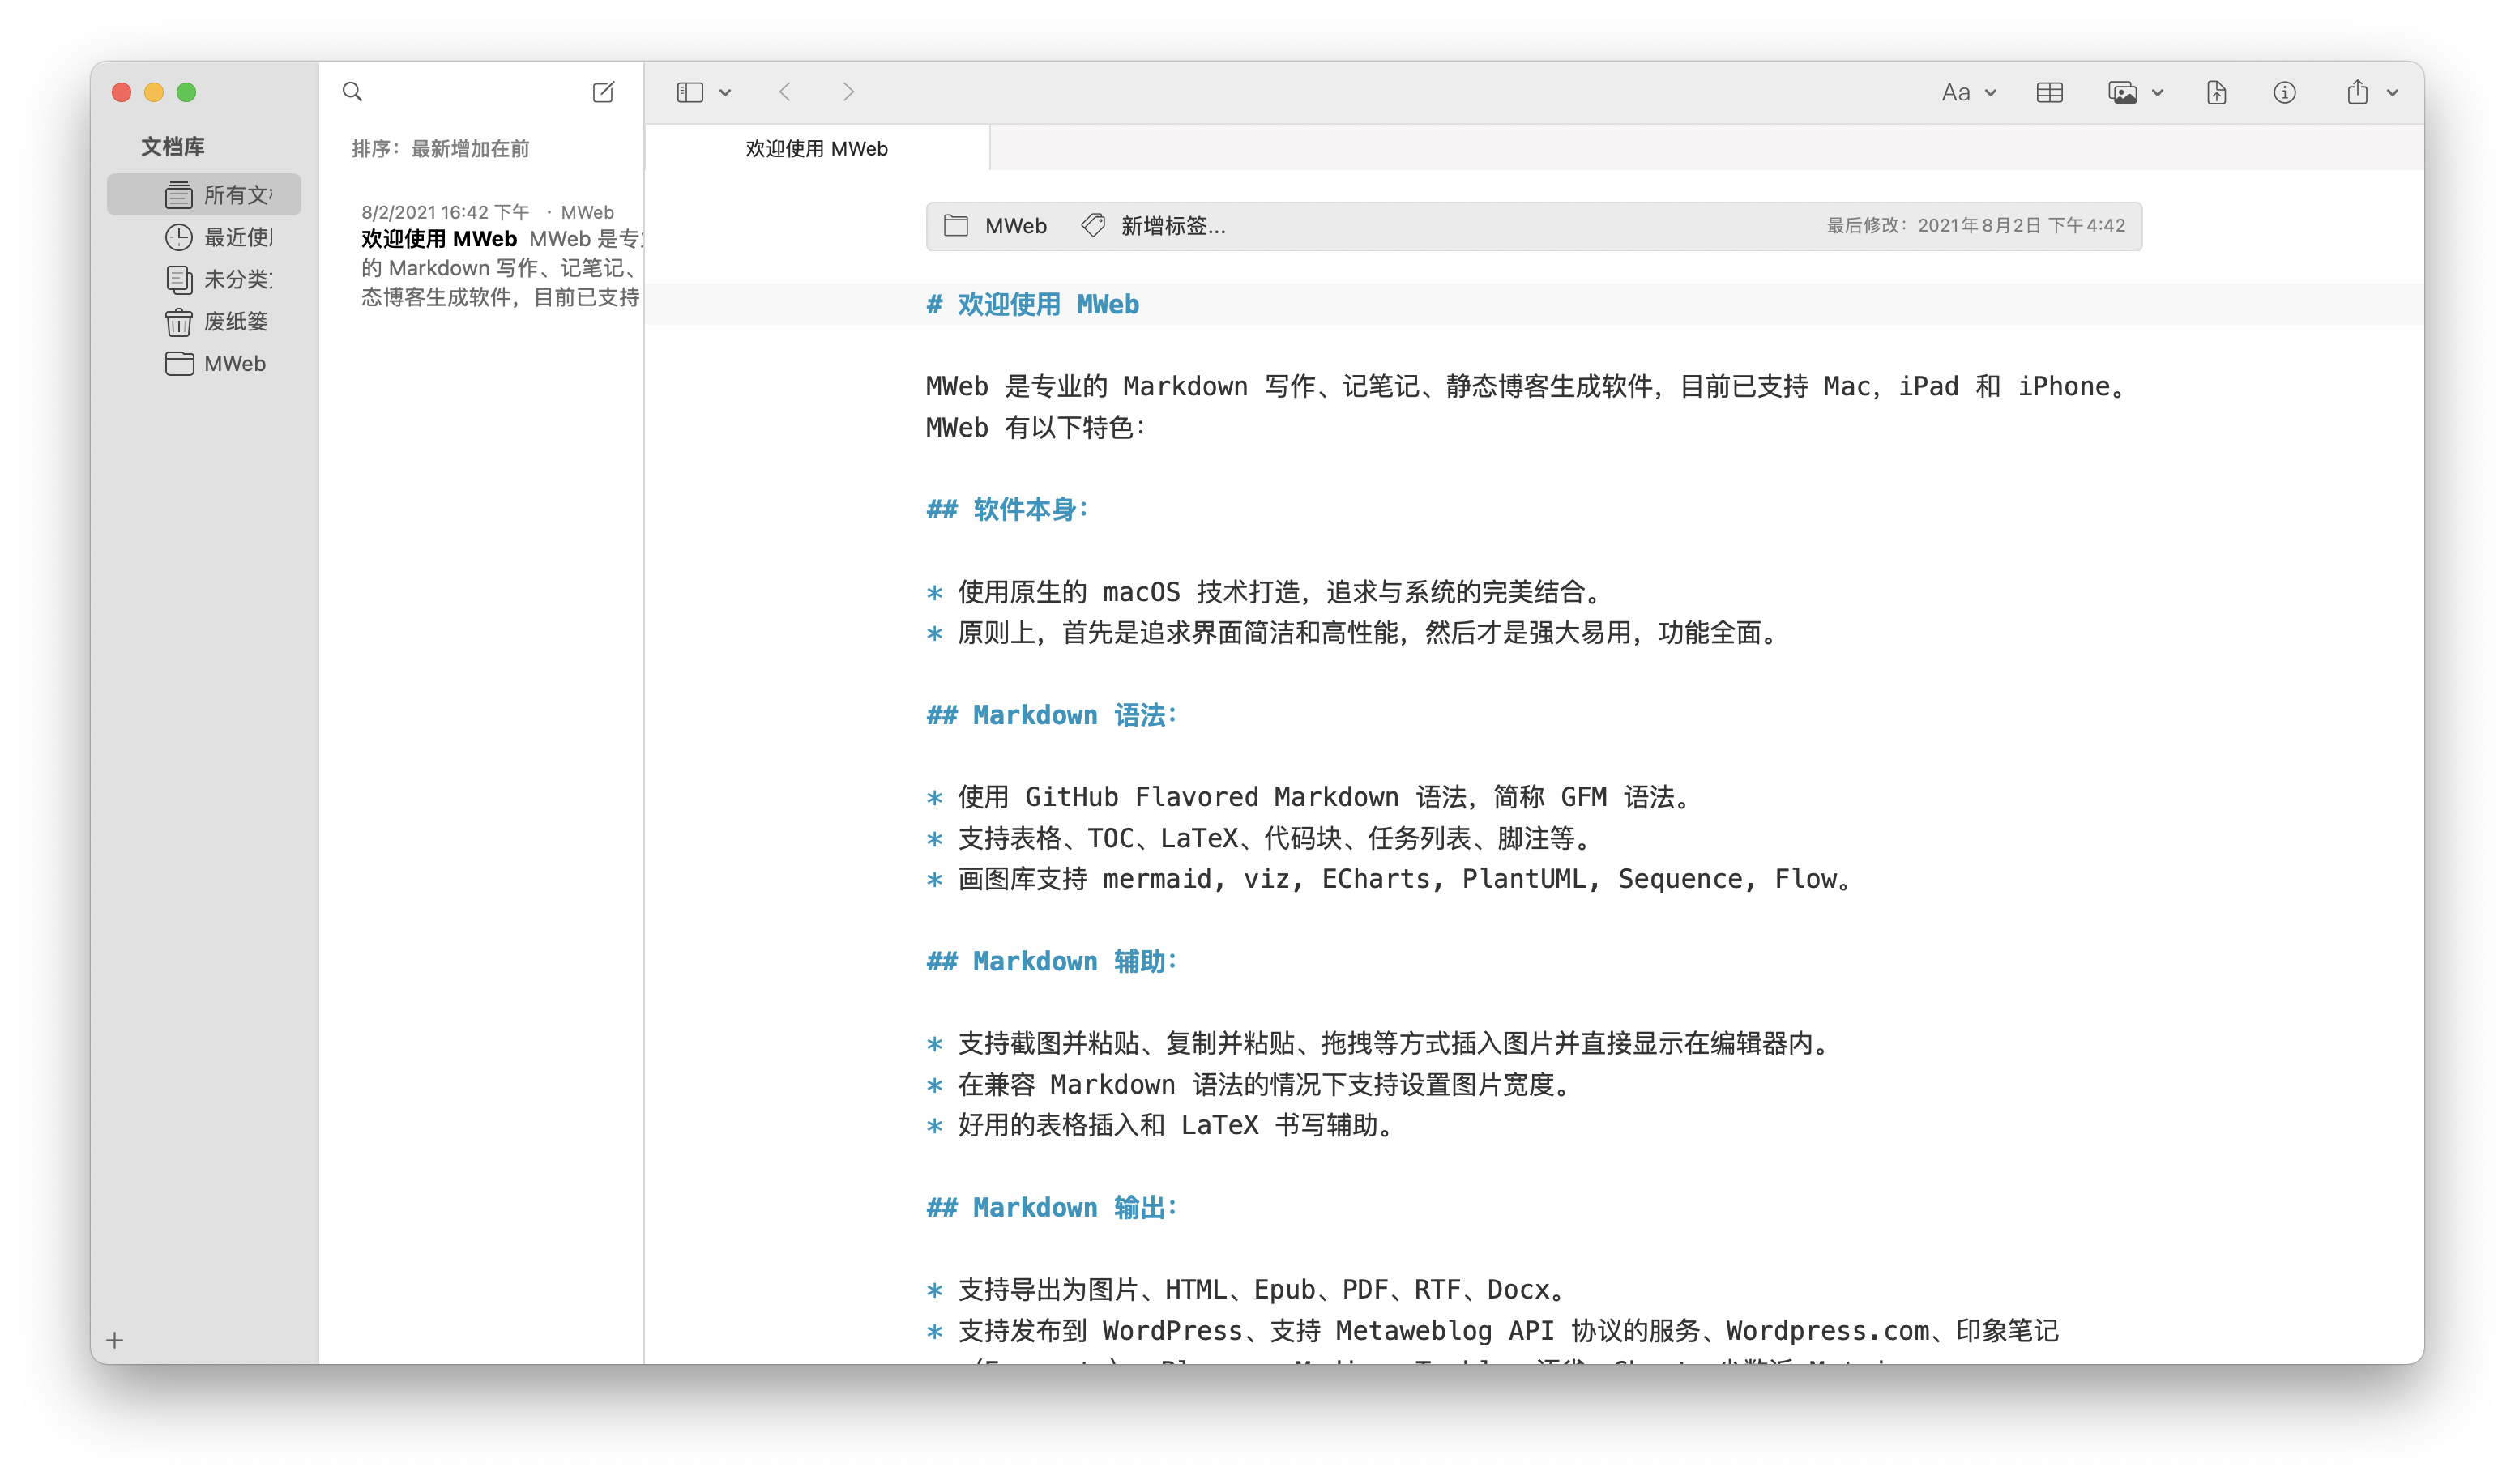 文档库
所有文
最近使
未分类
废纸篓
MWeb
排序：最新增加在前
8/2/2021 16:42 下午 · MWeb
欢迎使用 MWeb MWeb 是专
的 Markdown 写作、记笔记、
态博客生成软件，目前已支持
Aa
欢迎使用 MWeb
MWeb 新增标签... 最后修改：2021年8月2日 下午4:42
# 欢迎使用 MWeb
MWeb 是专业的 Markdown 写作、记笔记、静态博客生成软件，目前已支持 Mac，iPad 和 iPhone。
MWeb 有以下特色：
## 软件本身：
* 使用原生的 macOS 技术打造，追求与系统的完美结合。
* 原则上，首先是追求界面简洁和高性能，然后才是强大易用，功能全面。
## Markdown 语法：
* 使用 GitHub Flavored Markdown 语法，简称 GFM 语法。
* 支持表格、TOC、LaTeX、代码块、任务列表、脚注等。
* 画图库支持 mermaid, viz, ECharts, PlantUML, Sequence, Flow。
## Markdown 辅助：
* 支持截图并粘贴、复制并粘贴、拖拽等方式插入图片并直接显示在编辑器内。
* 在兼容 Markdown 语法的情况下支持设置图片宽度。
* 好用的表格插入和 LaTeX 书写辅助。
## Markdown 输出：
* 支持导出为图片、HTML、Epub、PDF、RTF、Docx。
* 支持发布到 WordPress、支持 Metaweblog API 协议的服务、Wordpress.com、印象笔记